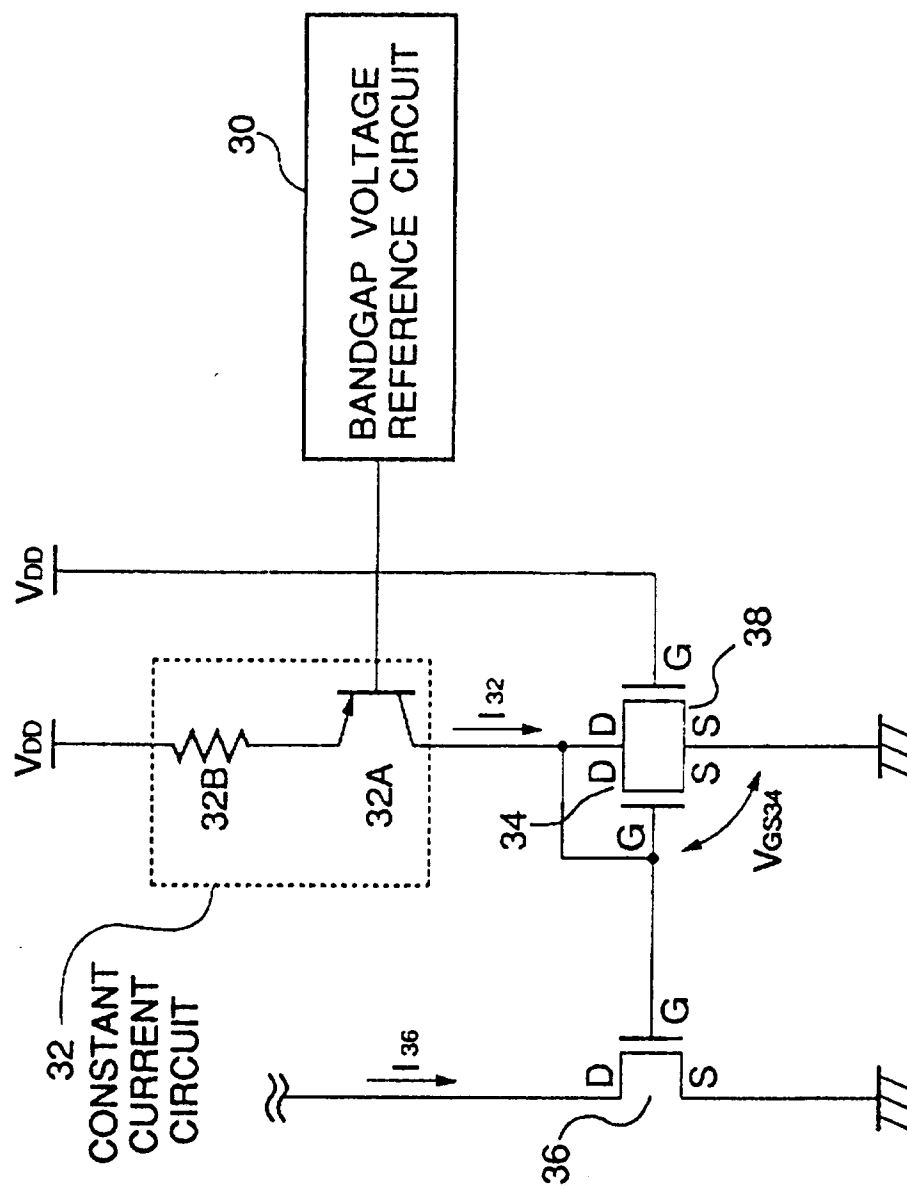 30
BANDGAP VOLTAGE
REFERENCE CIRCUIT
VDD
VDD
32
CONSTANT
CURRENT
CIRCUIT
32B
32A
I32
I36
34
38
D
D
G
G
S
S
VGS34
36
D
G
S